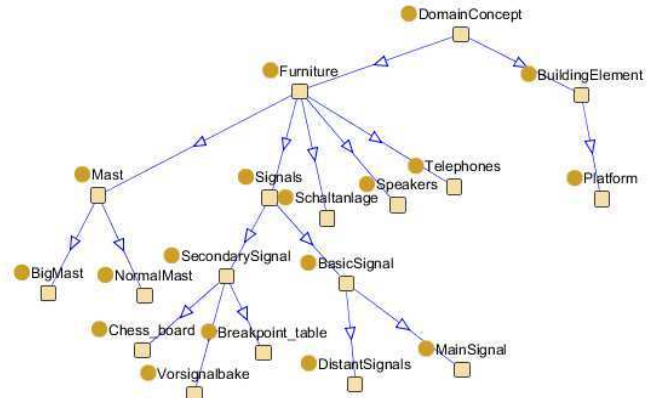 DomainConcept
Furniture
BuildingElement
Mast
Signals
Schaltanlage
Speakers
Telephones
Platform
BigMast
NormalMast
SecondarySignal
BasicSignal
Chess_board
Breakpoint_table
Vorsignalbake
DistantSignals
MainSignal